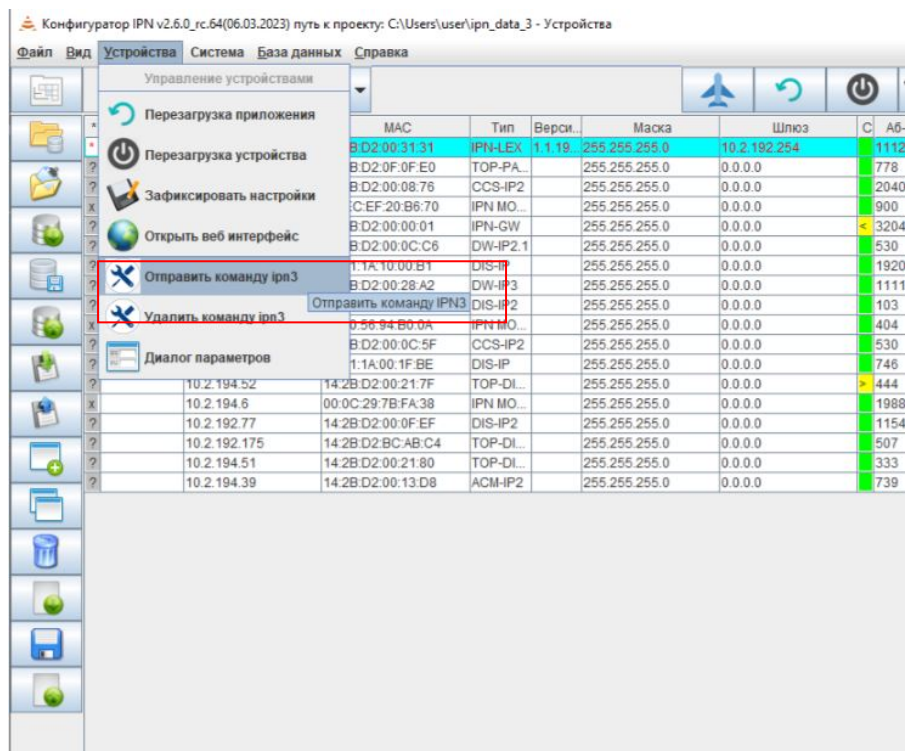 Конфигуратор IPN v2.6.0_rc.64(06.03.2023) путь к проекту: C:\Users\user\ipn_data_3 - Устройства
Файл Вид Устройства Система База данных Справка
Управление устройствами
Перезагрузка приложения
Перезагрузка устройства
Зафиксировать настройки
Открыть веб интерфейс
Отправить команду ipn3
Отправить команду IPN3
Удалить команду ipn3
Диалог параметров
* MAC Тип Верси... Маска Шлюз С Аб-
* B:D2:00:31:31 IPN-LEX 1.1.19... 255.255.255.0 10.2.192.254 1112
? B:D2:0F:0F:E0 TOP-PA... 255.255.255.0 0.0.0.0 778
? B:D2:00:08:76 CCS-IP2 255.255.255.0 0.0.0.0 2040
x C:EF:20:B6:70 IPN MO... 255.255.255.0 0.0.0.0 900
? B:D2:00:00:01 IPN-GW 255.255.255.0 0.0.0.0 < 3204
? B:D2:00:0C:C6 DW-IP2.1 255.255.255.0 0.0.0.0 530
? 1:1A:10:00:B1 DIS-IP 255.255.255.0 0.0.0.0 1920
? B:D2:00:28:A2 DW-IP3 255.255.255.0 0.0.0.0 1111
? DIS-IP2 255.255.255.0 0.0.0.0 103
x 0:56:94:B0:0A IPN MO... 255.255.255.0 0.0.0.0 404
? B:D2:00:0C:5F CCS-IP2 255.255.255.0 0.0.0.0 530
? 1:1A:00:1F:BE DIS-IP 255.255.255.0 0.0.0.0 746
? 10.2.194.52 14:2B:D2:00:21:7F TOP-DI... 255.255.255.0 0.0.0.0 > 444
x 10.2.194.6 00:0C:29:7B:FA:38 IPN MO... 255.255.255.0 0.0.0.0 1988
? 10.2.192.77 14:2B:D2:00:0F:EF DIS-IP2 255.255.255.0 0.0.0.0 1154
? 10.2.192.175 14:2B:D2:BC:AB:C4 TOP-DI... 255.255.255.0 0.0.0.0 507
? 10.2.194.51 14:2B:D2:00:21:80 TOP-DI... 255.255.255.0 0.0.0.0 333
? 10.2.194.39 14:2B:D2:00:13:D8 ACM-IP2 255.255.255.0 0.0.0.0 739